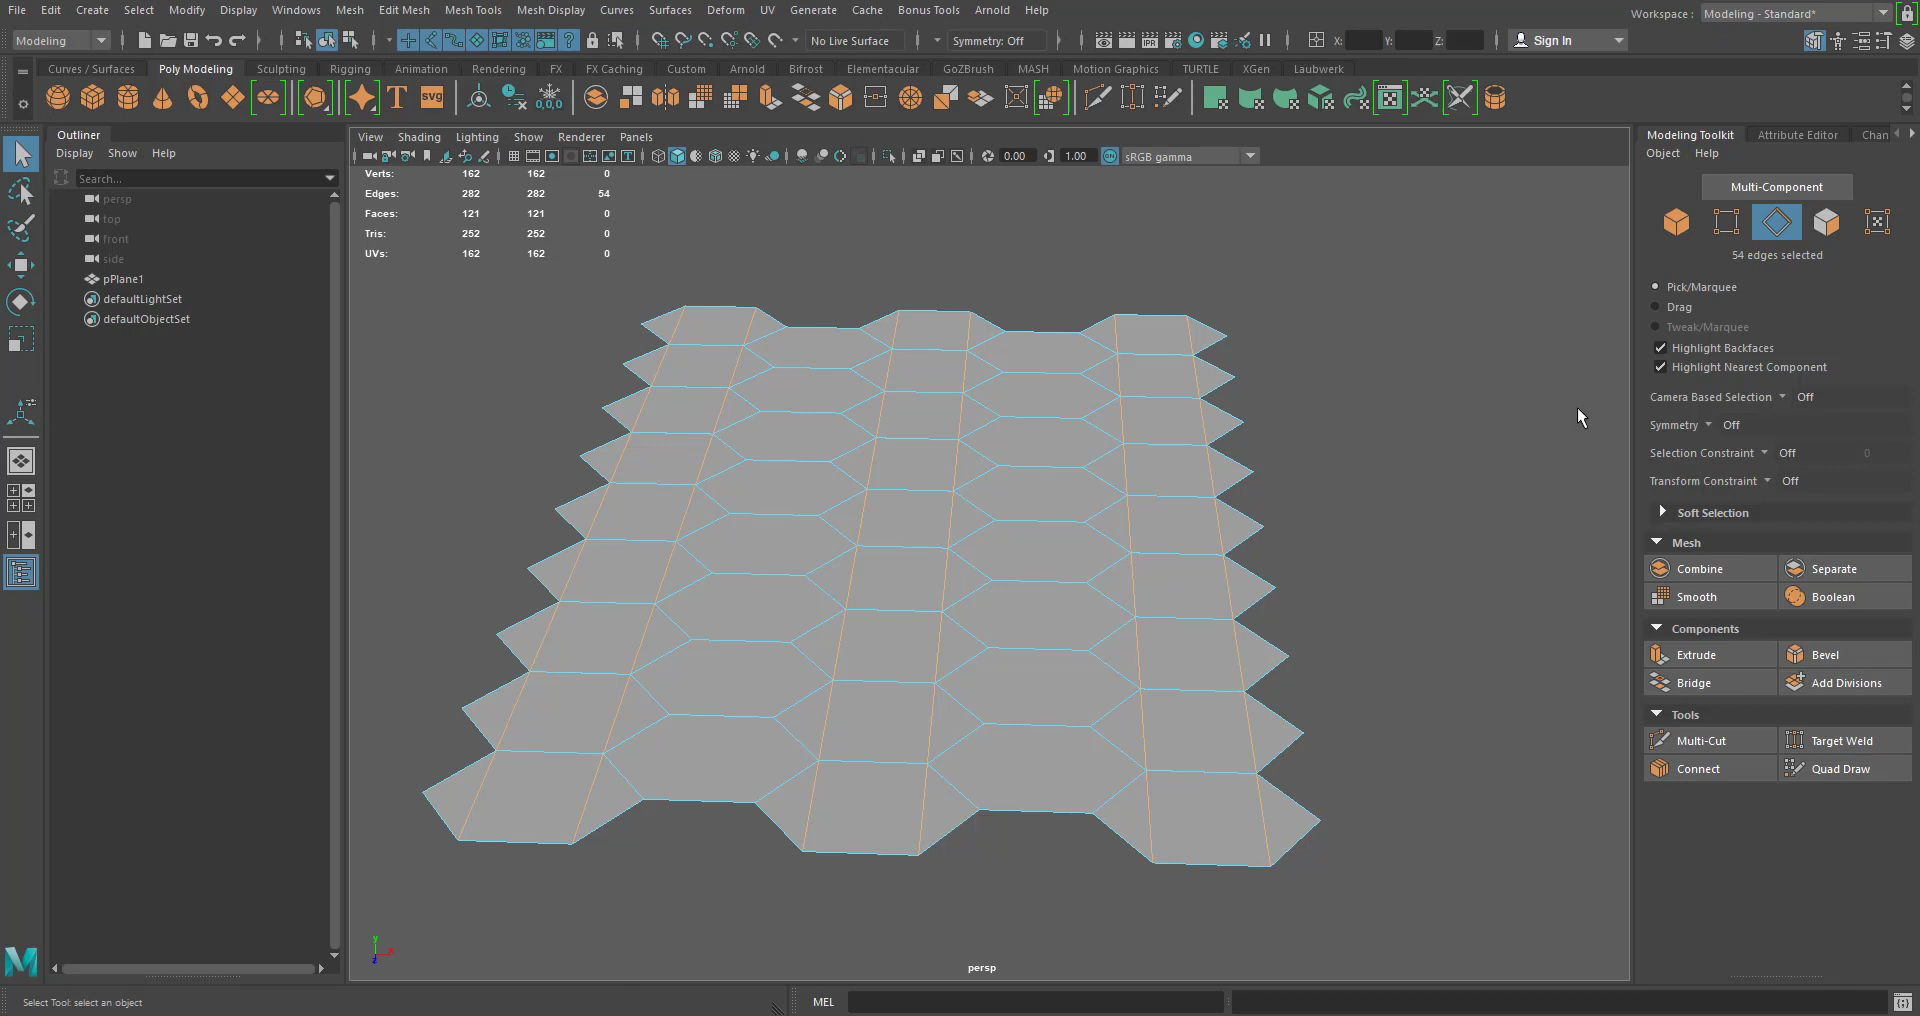 File Edit Create Select Modify Display Windows Mesh Edit Mesh Mesh Tools Mesh Display Curves Surfaces Deform UV Generate Cache Bonus Tools Arnold Help
Workspace : Modeling - Standard*
Modeling No Live Surface Symmetry: Off X: Y: Z: Sign In
Curves / Surfaces Poly Modeling Sculpting Rigging Animation Rendering FX FX Caching Custom Arnold Bifrost Elementacular GoZBrush MASH Motion Graphics TURTLE XGen Laubwerk
T svg 0,0,0
Outliner
Display Show Help
Search...
persp
top
front
side
pPlane1
defaultLightSet
defaultObjectSet
View Shading Lighting Show Renderer Panels
0.00 1.00 ON sRGB gamma
Verts: 162 162 0
Edges: 282 282 54
Faces: 121 121 0
Tris: 252 252 0
UVs: 162 162 0
y
x
z
persp
Modeling Toolkit Attribute Editor Chan
Object Help
Multi-Component
54 edges selected
Pick/Marquee
Drag
Tweak/Marquee
Highlight Backfaces
Highlight Nearest Component
Camera Based Selection Off
Symmetry Off
Selection Constraint Off 0
Transform Constraint Off
Soft Selection
Mesh
Combine Separate
Smooth Boolean
Components
Extrude Bevel
Bridge Add Divisions
Tools
Multi-Cut Target Weld
Connect Quad Draw
M
Select Tool: select an object
MEL